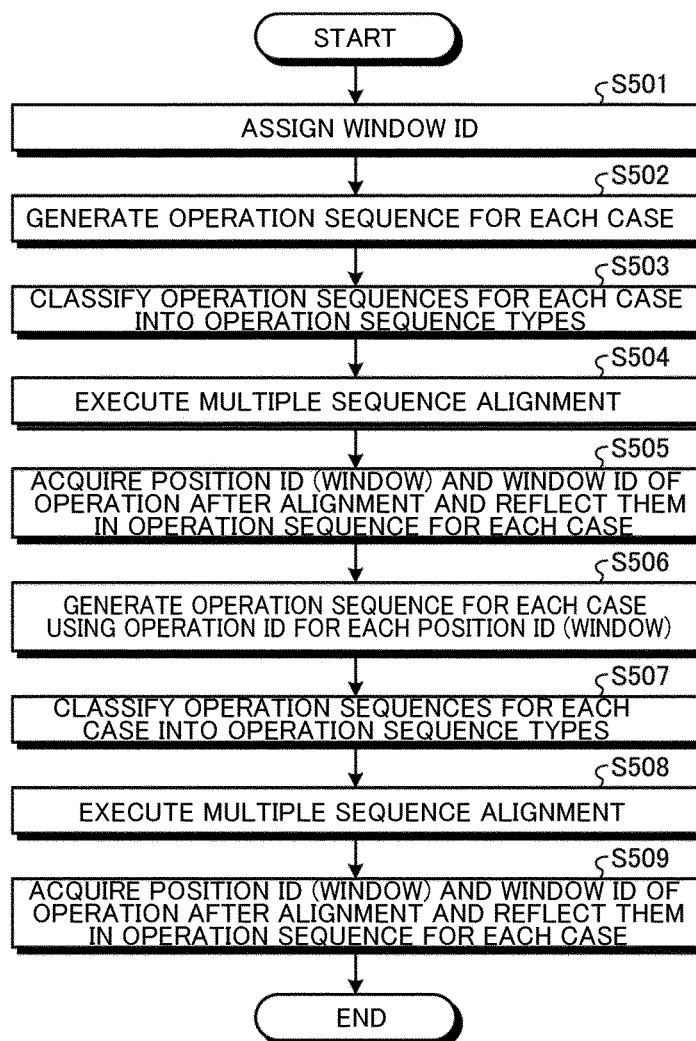 START
S501
ASSIGN WINDOW ID
S502
GENERATE OPERATION SEQUENCE FOR EACH CASE
S503
CLASSIFY OPERATION SEQUENCES FOR EACH CASE
INTO OPERATION SEQUENCE TYPES
S504
EXECUTE MULTIPLE SEQUENCE ALIGNMENT
S505
ACQUIRE POSITION ID (WINDOW) AND WINDOW ID OF
OPERATION AFTER ALIGNMENT AND REFLECT THEM
IN OPERATION SEQUENCE FOR EACH CASE
S506
GENERATE OPERATION SEQUENCE FOR EACH CASE
USING OPERATION ID FOR EACH POSITION ID (WINDOW)
S507
CLASSIFY OPERATION SEQUENCES FOR EACH
CASE INTO OPERATION SEQUENCE TYPES
S508
EXECUTE MULTIPLE SEQUENCE ALIGNMENT
S509
ACQUIRE POSITION ID (WINDOW) AND WINDOW ID OF
OPERATION AFTER ALIGNMENT AND REFLECT THEM
IN OPERATION SEQUENCE FOR EACH CASE
END